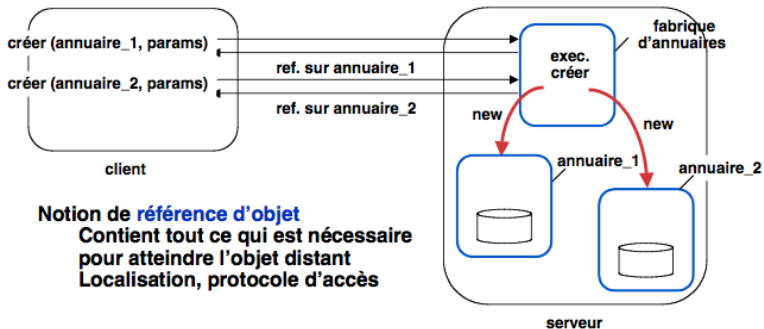 créer (annuaire_1, params)
ref. sur annuaire_1
créer (annuaire_2, params)
ref. sur annuaire_2
client
fabrique
d'annuaires
exec.
créer
new
new
annuaire_1
annuaire_2
serveur
Notion de référence d'objet
Contient tout ce qui est nécessaire
pour atteindre l'objet distant
Localisation, protocole d'accès